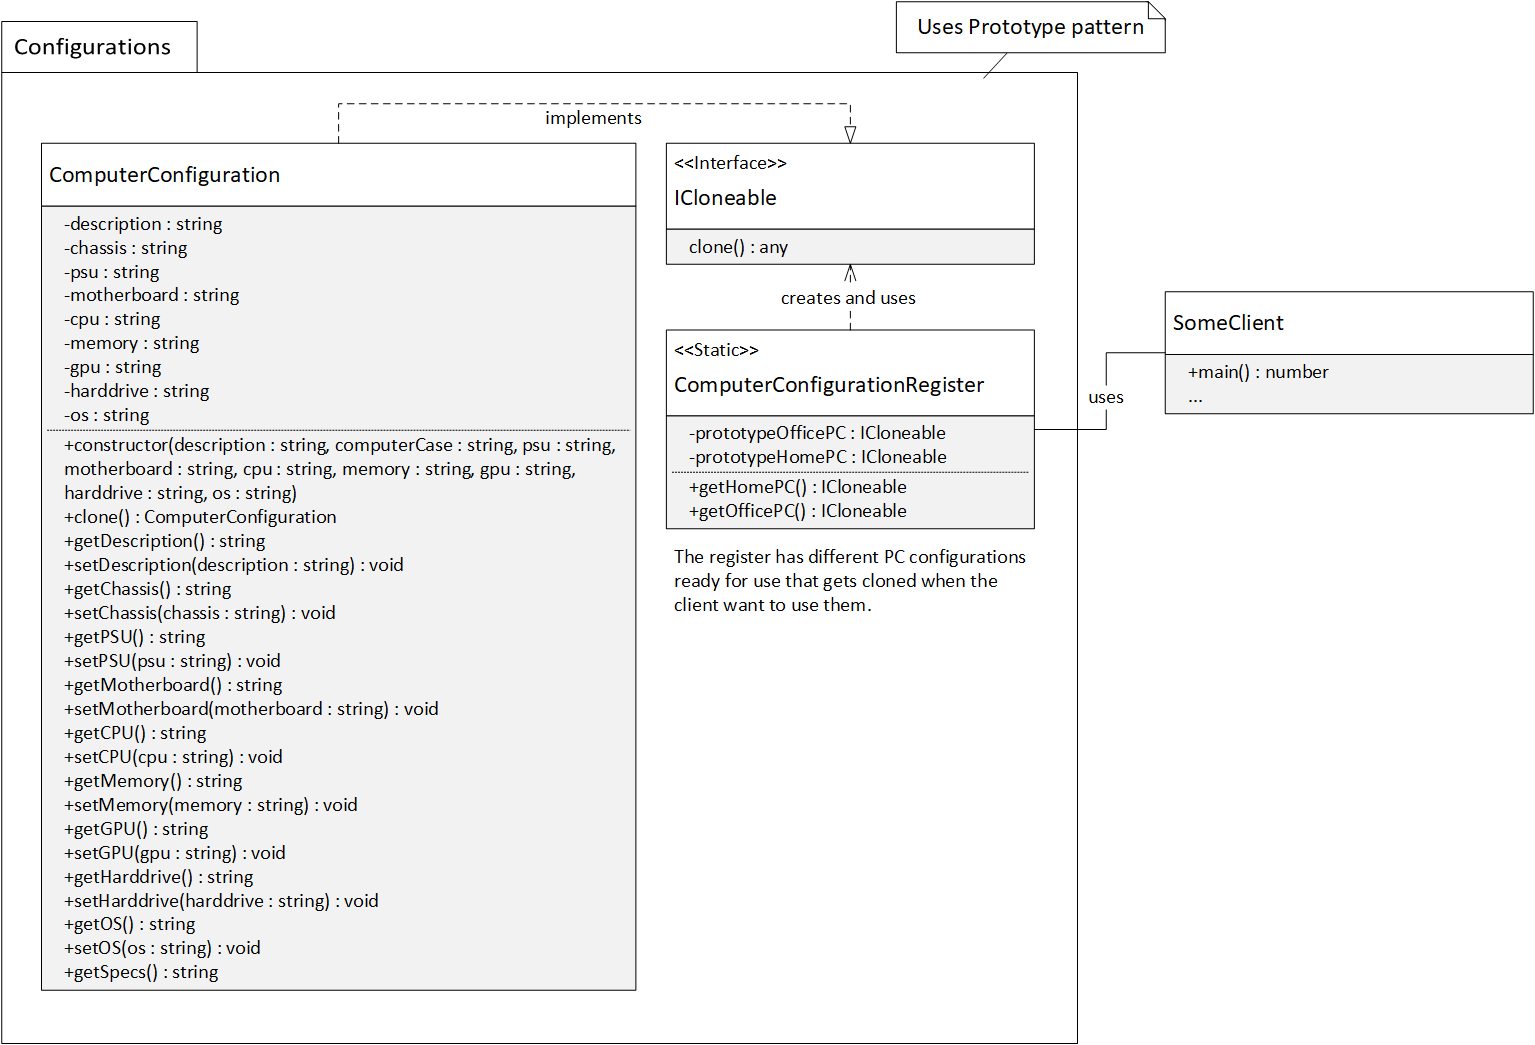 Configurations
Uses Prototype pattern
implements
ComputerConfiguration
-description : string
-chassis : string
-psu : string
-motherboard : string
-cpu : string
-memory : string
-gpu : string
-harddrive : string
-os : string
+constructor(description : string, computerCase : string, psu : string,
motherboard : string, cpu : string, memory : string, gpu : string,
harddrive : string, os : string)
+clone() : ComputerConfiguration
+getDescription() : string
+setDescription(description : string) : void
+getChassis() : string
+setChassis(chassis : string) : void
+getPSU() : string
+setPSU(psu : string) : void
+getMotherboard() : string
+setMotherboard(motherboard : string) : void
+getCPU() : string
+setCPU(cpu : string) : void
+getMemory() : string
+setMemory(memory : string) : void
+getGPU() : string
+setGPU(gpu : string) : void
+getHarddrive() : string
+setHarddrive(harddrive : string) : void
+getOS() : string
+setOS(os : string) : void
+getSpecs() : string
<<Interface>>
ICloneable
clone() : any
creates and uses
<<Static>>
ComputerConfigurationRegister
-prototypeOfficePC : ICloneable
-prototypeHomePC : ICloneable
+getHomePC() : ICloneable
+getOfficePC() : ICloneable
The register has different PC configurations
ready for use that gets cloned when the
client want to use them.
uses
SomeClient
+main() : number
...